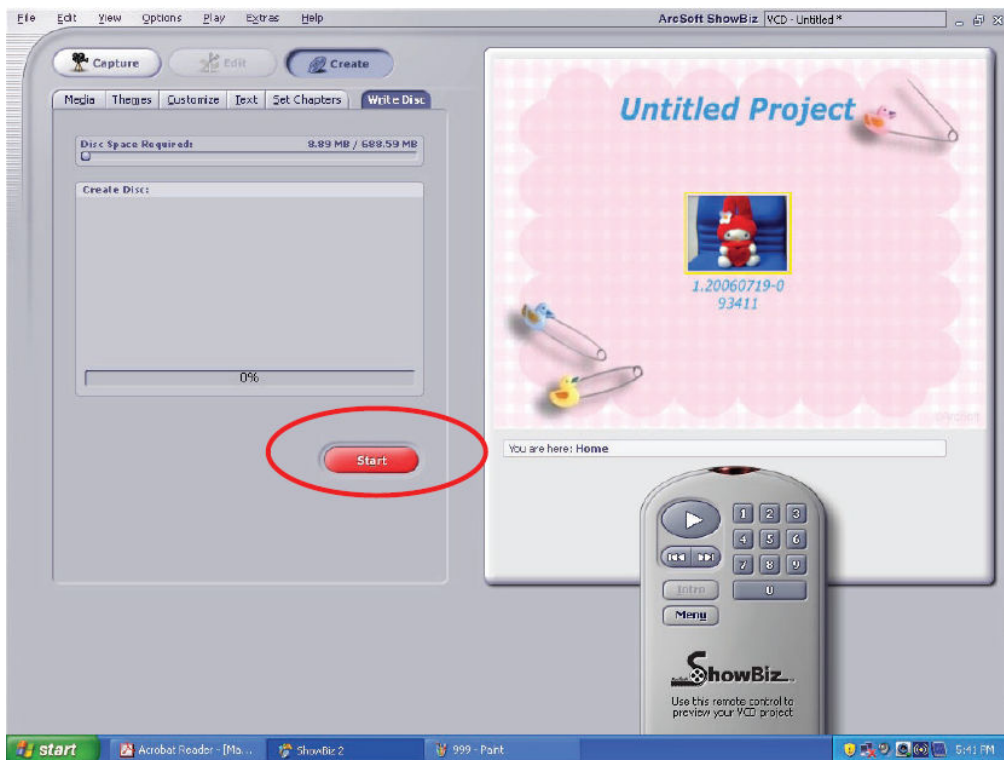 File Edit View Options Play Extras Help
ArcSoft ShowBiz VCD - Untitled *
Capture Edit Create
Media Themes Customize Text Set Chapters Write Disc
Disc Space Required: 8.89 MB / 688.59 MB
Create Disc:
0%
Start
Untitled Project
1.20060719-0
93411
You are here: Home
1 2 3
4 5 6
7 8 9
Intro 0
Menu
ShowBiz
Use this remote control to
preview your VCD project
start Acrobat Reader - [Ma... ShowBiz 2 999 - Paint 5:41 PM